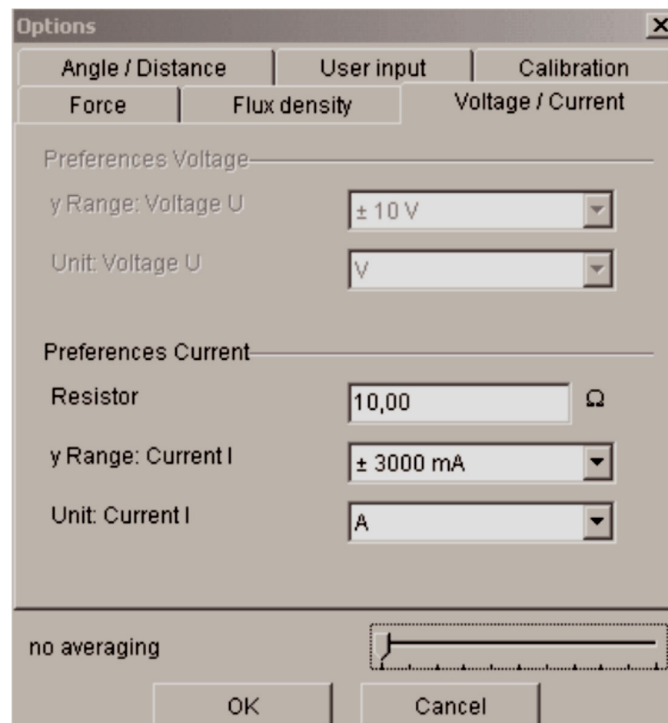 Options
Angle / Distance
User input
Calibration
Force
Flux density
Voltage / Current
Preferences Voltage
y Range: Voltage U
± 10 V
Unit: Voltage U
V
Preferences Current
Resistor
10,00
Ω
y Range: Current I
± 3000 mA
Unit: Current I
A
no averaging
OK
Cancel